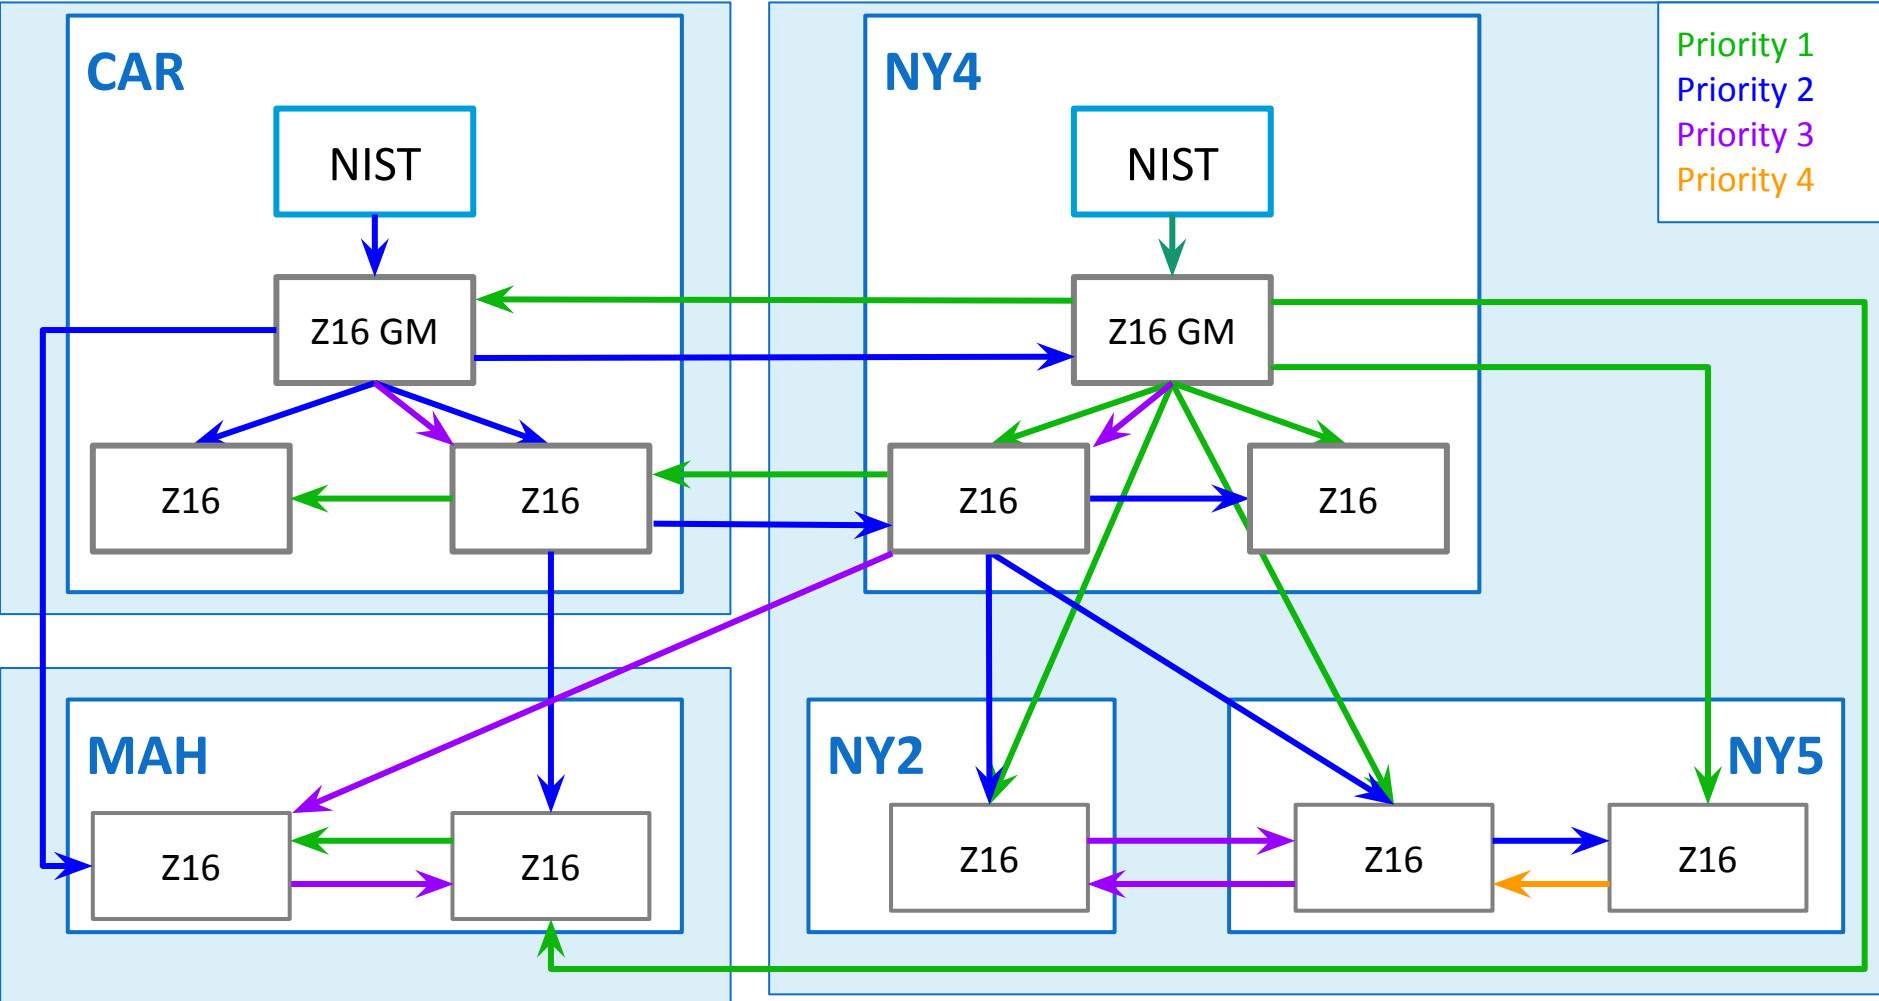 CAR
NY4
Priority 1
Priority 2
Priority 3
Priority 4
NIST
NIST
Z16 GM
Z16 GM
Z16
Z16
Z16
Z16
MAH
NY2
NY5
Z16
Z16
Z16
Z16
Z16